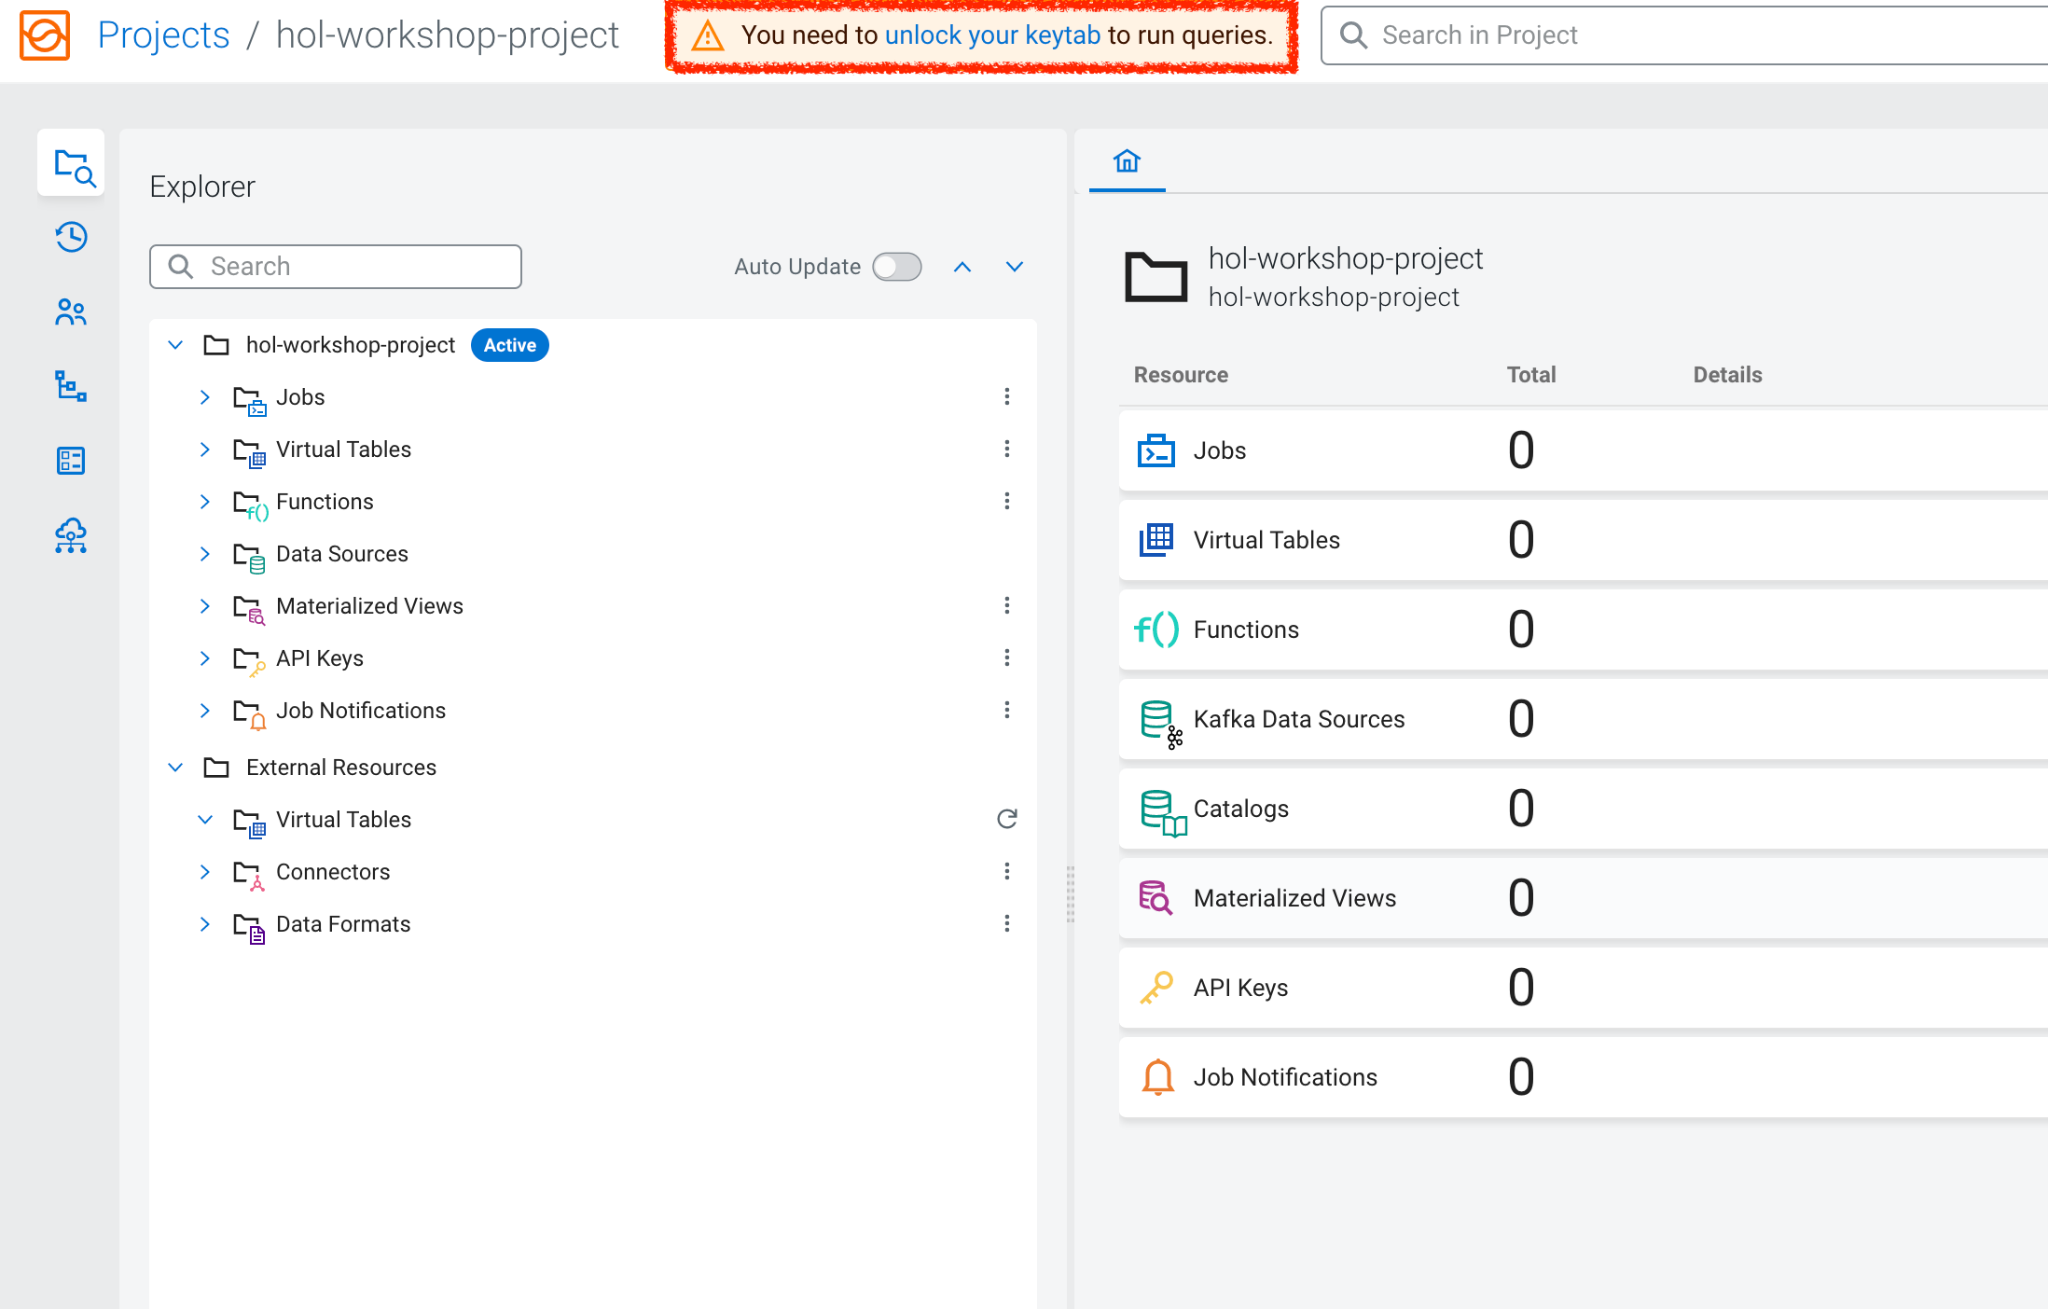 Projects / hol-workshop-project
You need to unlock your keytab to run queries.
Search in Project
Explorer
Search
Auto Update
hol-workshop-project Active
Jobs
Virtual Tables
f() Functions
Data Sources
Materialized Views
API Keys
Job Notifications
External Resources
Virtual Tables
Connectors
Data Formats
hol-workshop-project
hol-workshop-project
Resource Total Details
Jobs 0
Virtual Tables 0
f() Functions 0
Kafka Data Sources 0
Catalogs 0
Materialized Views 0
API Keys 0
Job Notifications 0